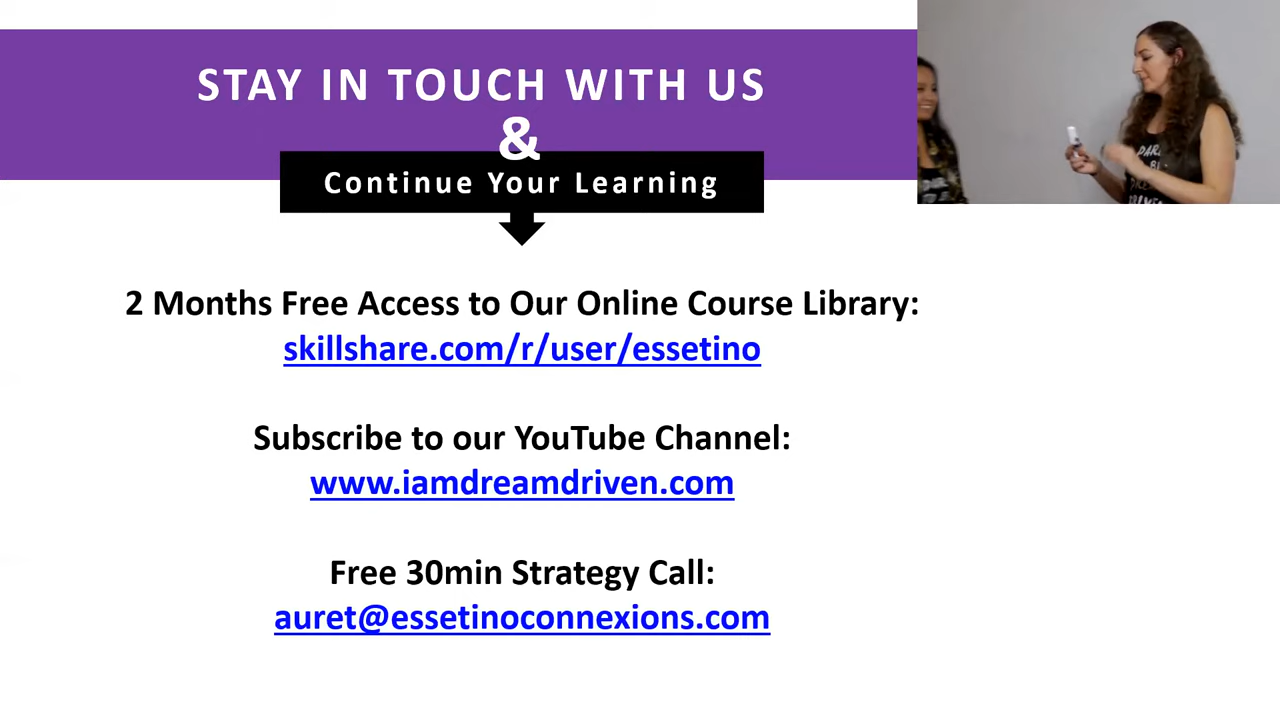 STAY IN TOUCH WITH US
&
Continue Your Learning
2 Months Free Access to Our Online Course Library:
skillshare.com/r/user/essetino
Subscribe to our YouTube Channel:
www.iamdreamdriven.com
Free 30min Strategy Call:
auret@essetinoconnexions.com